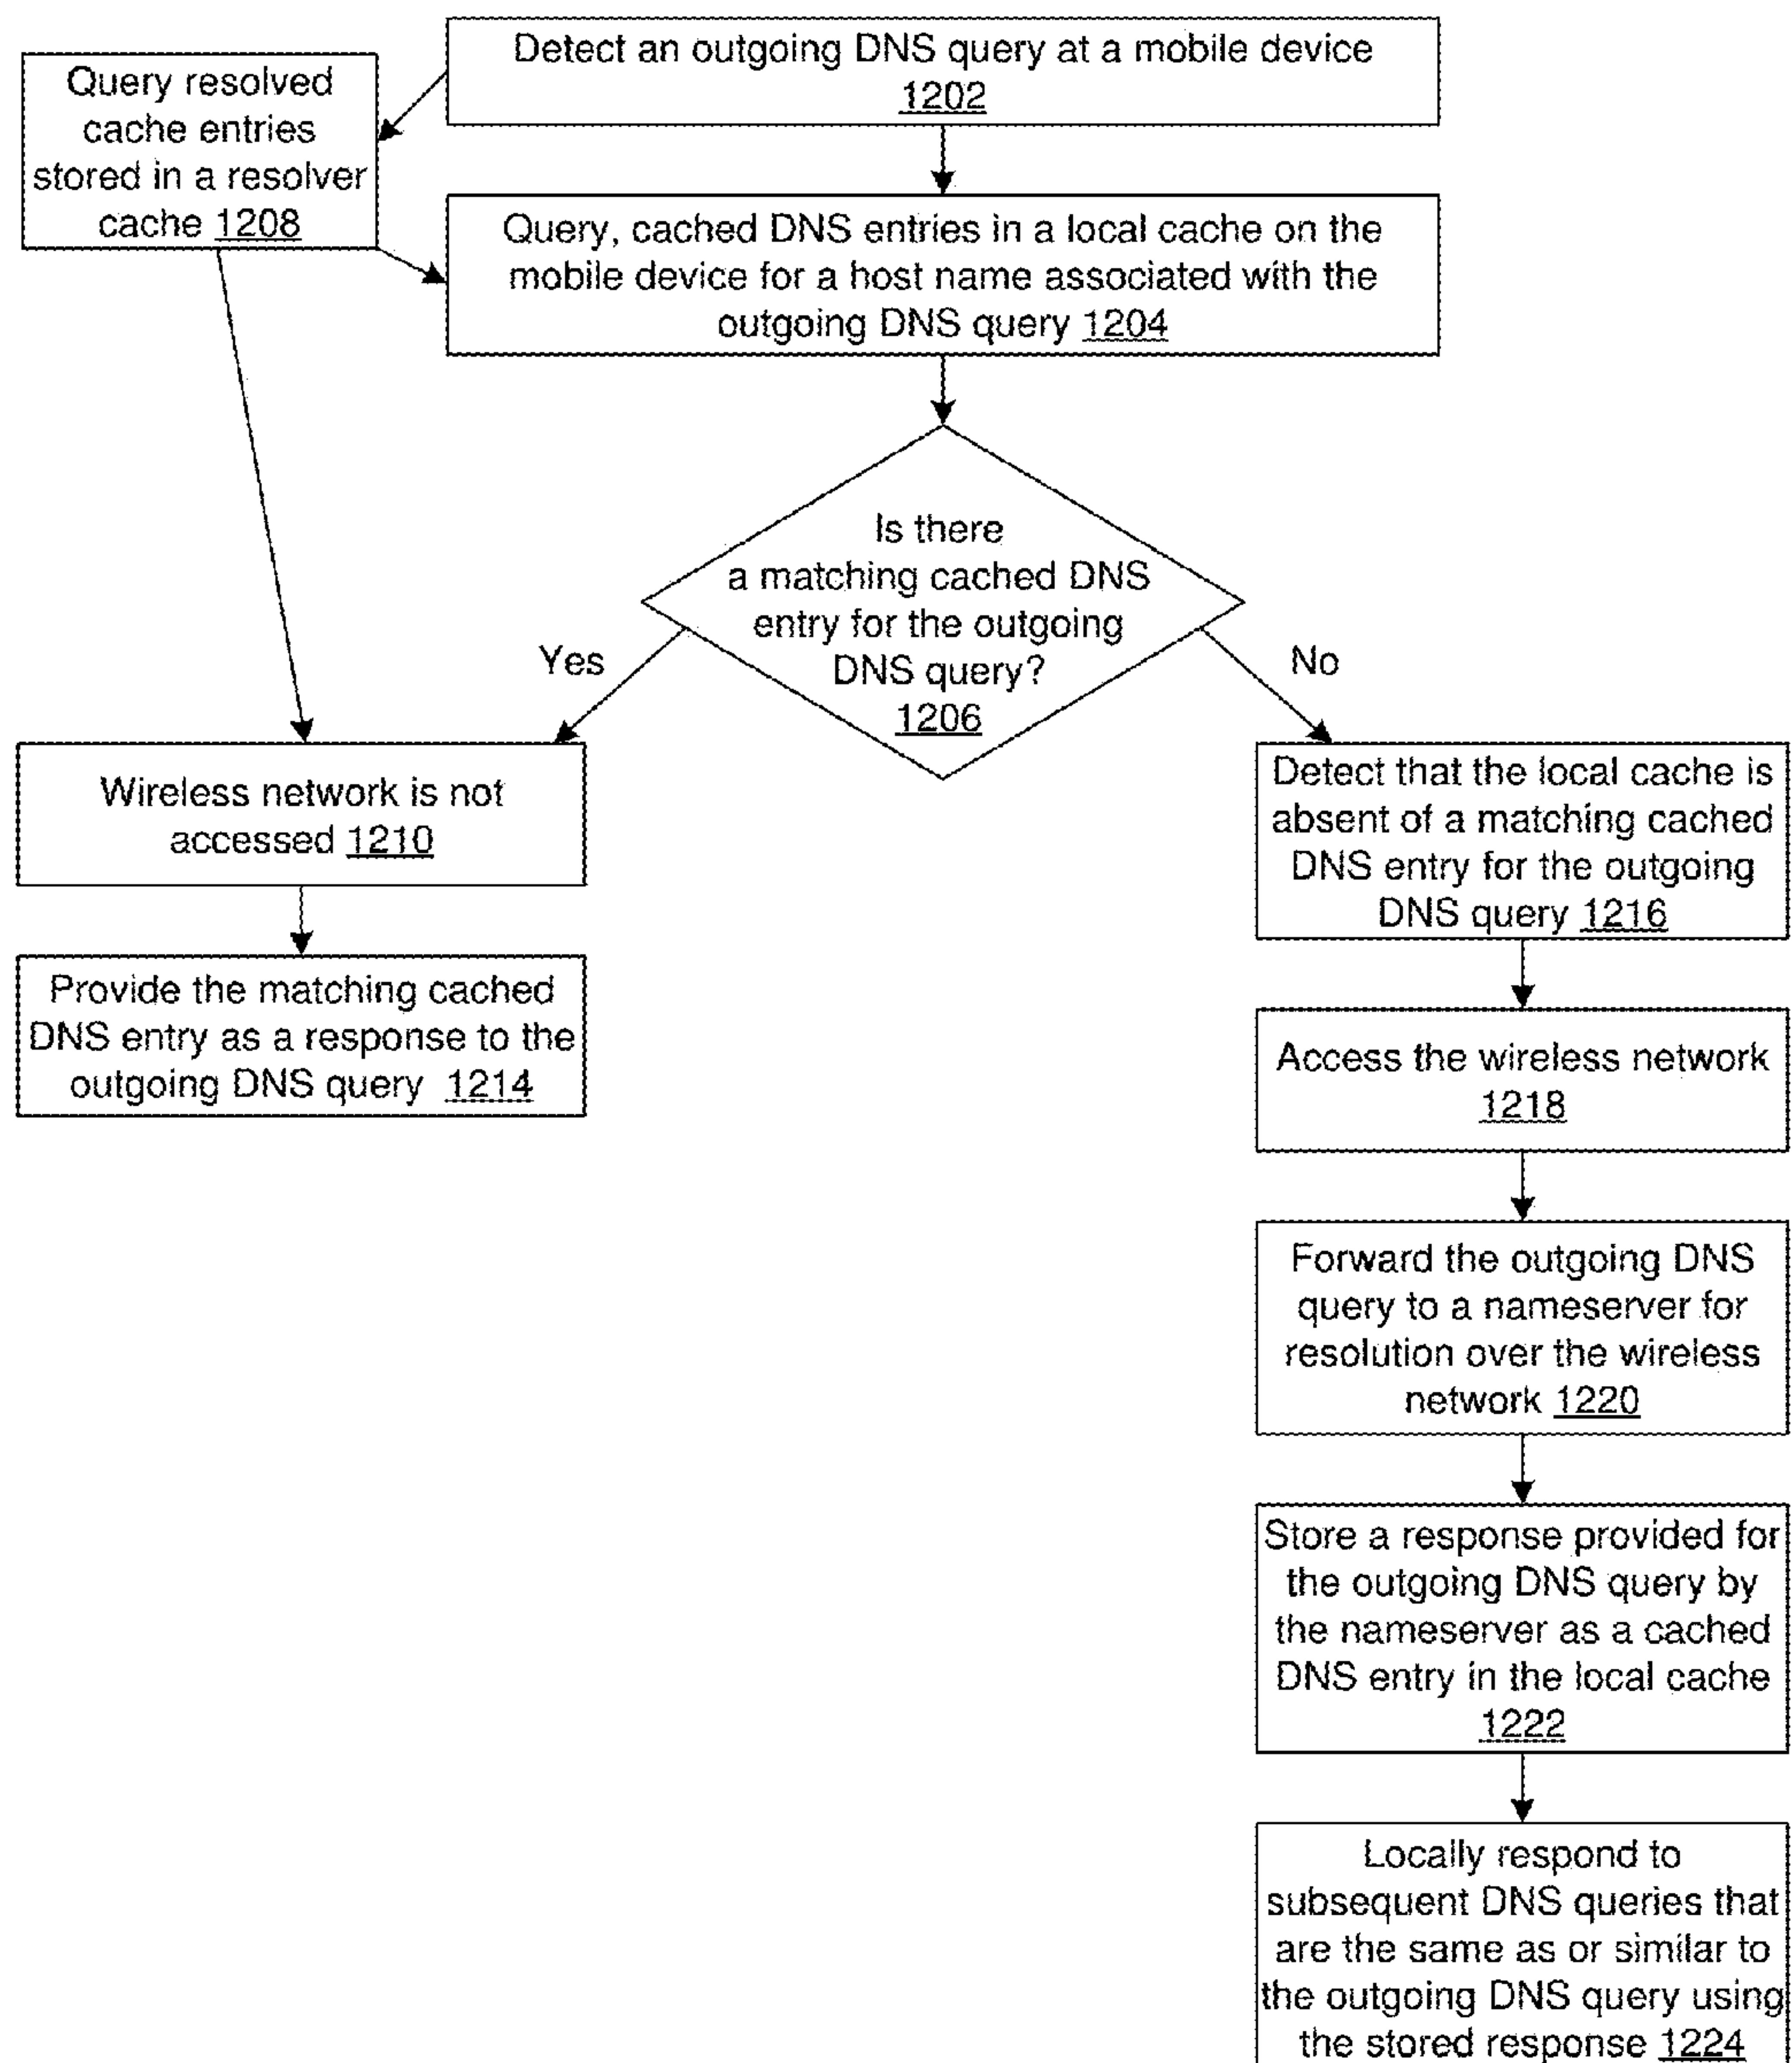 Detect an outgoing DNS query at a mobile device
1202
Query resolved
cache entries
stored in a resolver
cache 1208
Query, cached DNS entries in a local cache on the
mobile device for a host name associated with the
outgoing DNS query 1204
Is there
a matching cached DNS
entry for the outgoing
DNS query?
1206
Yes
No
Wireless network is not
accessed 1210
Provide the matching cached
DNS entry as a response to the
outgoing DNS query 1214
Detect that the local cache is
absent of a matching cached
DNS entry for the outgoing
DNS query 1216
Access the wireless network
1218
Forward the outgoing DNS
query to a nameserver for
resolution over the wireless
network 1220
Store a response provided for
the outgoing DNS query by
the nameserver as a cached
DNS entry in the local cache
1222
Locally respond to
subsequent DNS queries that
are the same as or similar to
the outgoing DNS query using
the stored response 1224